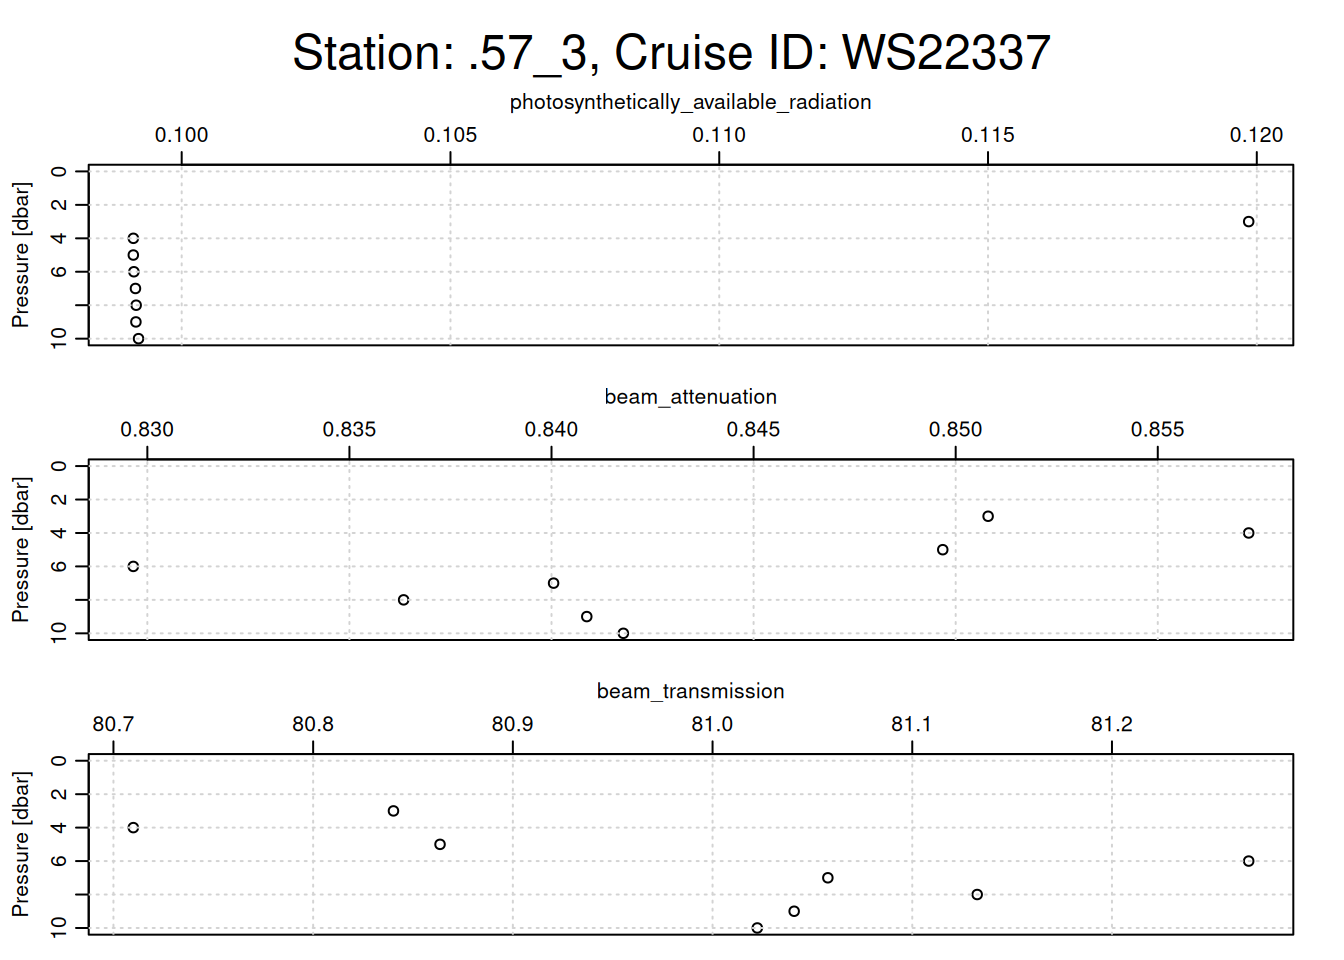 Station: .57_3, Cruise ID: WS22337
photosynthetically_available_radiation
0.100 0.105 0.110 0.115 0.120
Pressure [dbar]
0
2
4
6
10
beam_attenuation
0.830 0.835 0.840 0.845 0.850 0.855
Pressure [dbar]
0
2
4
6
10
beam_transmission
80.7 80.8 80.9 81.0 81.1 81.2
Pressure [dbar]
0
2
4
6
10